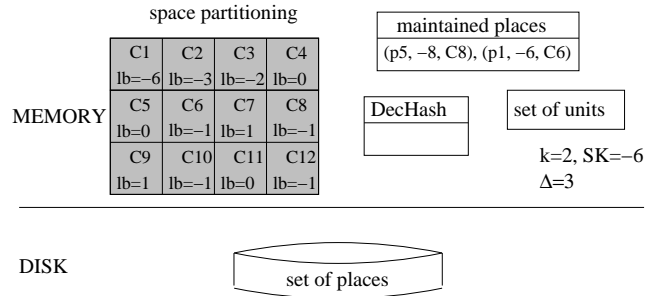 space partitioning
maintained places
(p5, −8, C8), (p1, −6, C6)
C1 C2 C3 C4
lb=−6 lb=−3 lb=−2 lb=0
C5 C6 C7 C8
lb=0 lb=−1 lb=1 lb=−1
C9 C10 C11 C12
lb=1 lb=−1 lb=0 lb=−1
MEMORY
DecHash
set of units
k=2, SK=−6
Δ=3
DISK
set of places